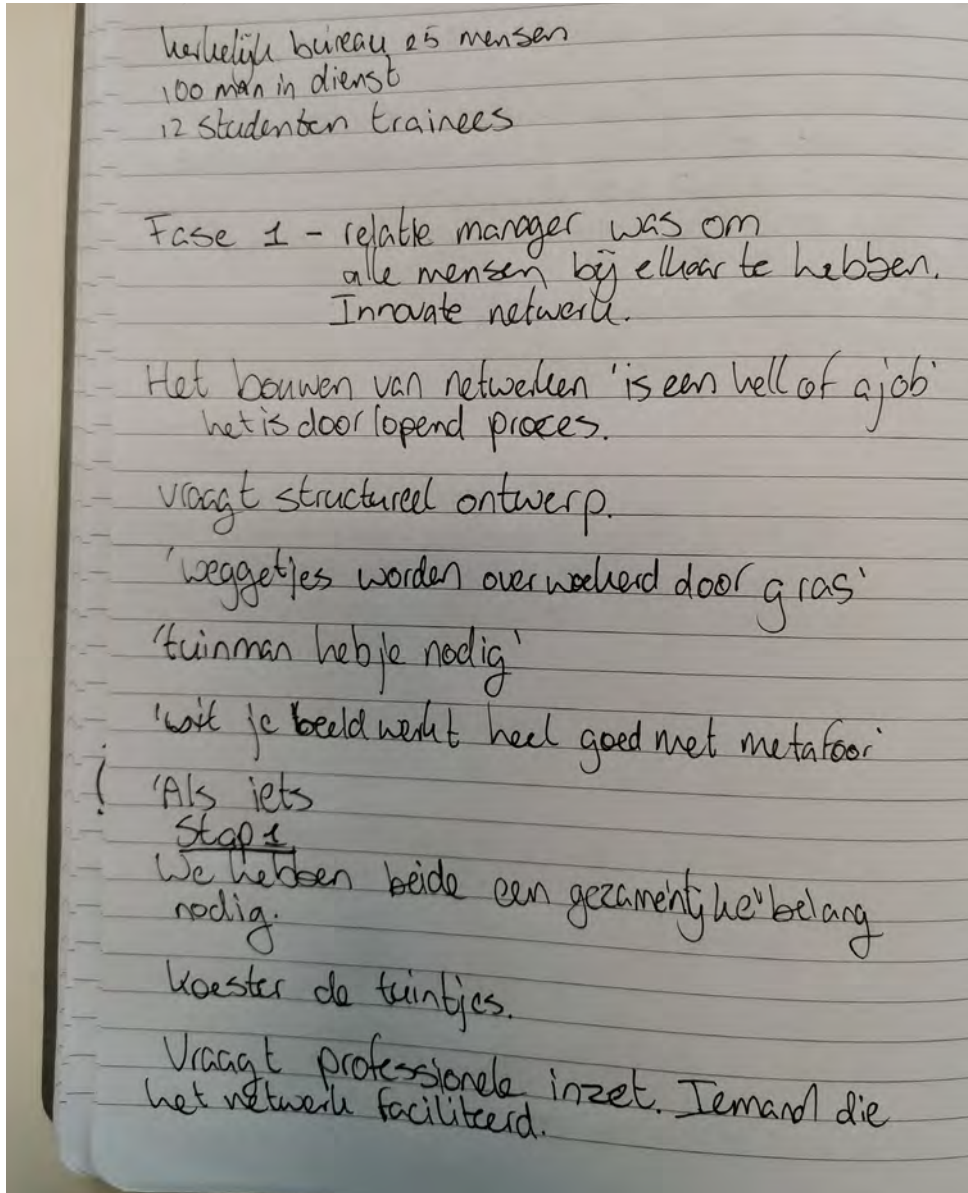 bureau 25 mensen
100 man in dienst
12 studenten trainees
Fase 1 - relatie manager was om
alle mensen bij elkaar te hebben.
Innovate netwerk.
Het bouwen van netwerken 'is een hell of a job'
het is doorlopend proces.
vraagt structureel ontwerp.
'weggetjes worden overwoekerd door gras'
'tuinman heb je nodig'
je beeld werkt heel goed met metafoor'
! 'Als iets
Stap 1
We hebben beide een belang
nodig.
Koester de tuintjes.
Vraagt professionele inzet. Iemand die
het netwerk faciliteerd.